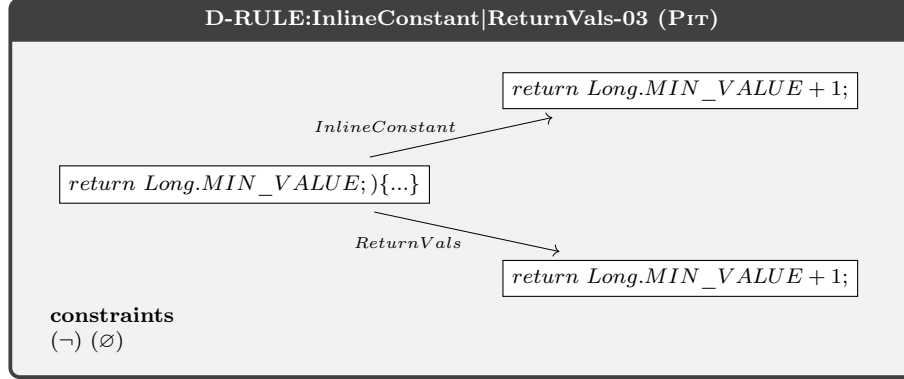 D-RULE:InlineConstant|ReturnVals-03 (PIT)
return Long.MIN_VALUE + 1;
InlineConstant
return Long.MIN_VALUE; ){...}
ReturnVals
return Long.MIN_VALUE + 1;
constraints
(¬) (∅)